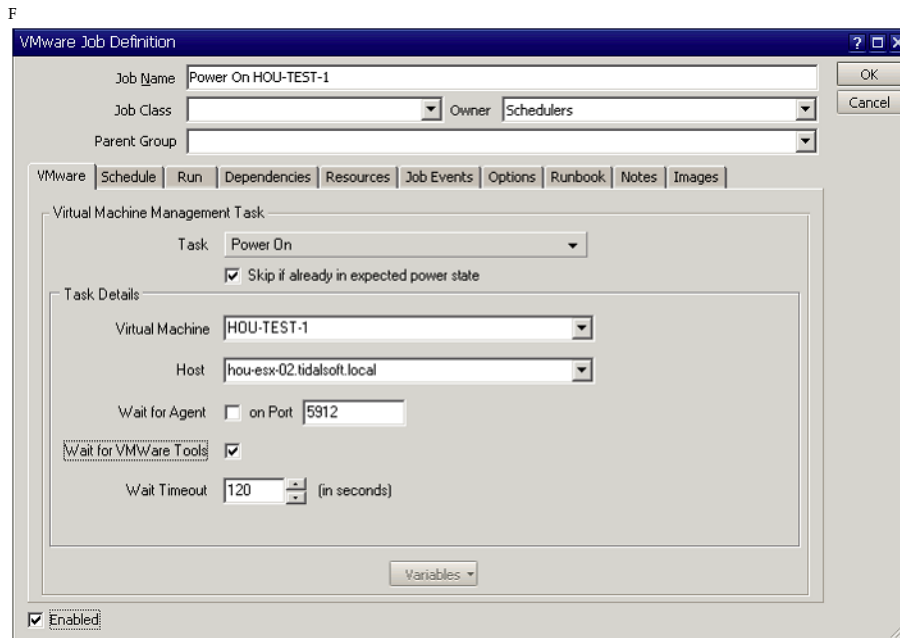 F
VMware Job Definition
Job Name Power On HOU-TEST-1 OK
Job Class Owner Schedulers Cancel
Parent Group
VMware Schedule Run Dependencies Resources Job Events Options Runbook Notes Images
Virtual Machine Management Task
Task Power On
Skip if already in expected power state
Task Details
Virtual Machine HOU-TEST-1
Host hou-esx-02.tidalsoft.local
Wait for Agent on Port 5912
Wait for VMWare Tools
Wait Timeout 120 (in seconds)
Variables
Enabled